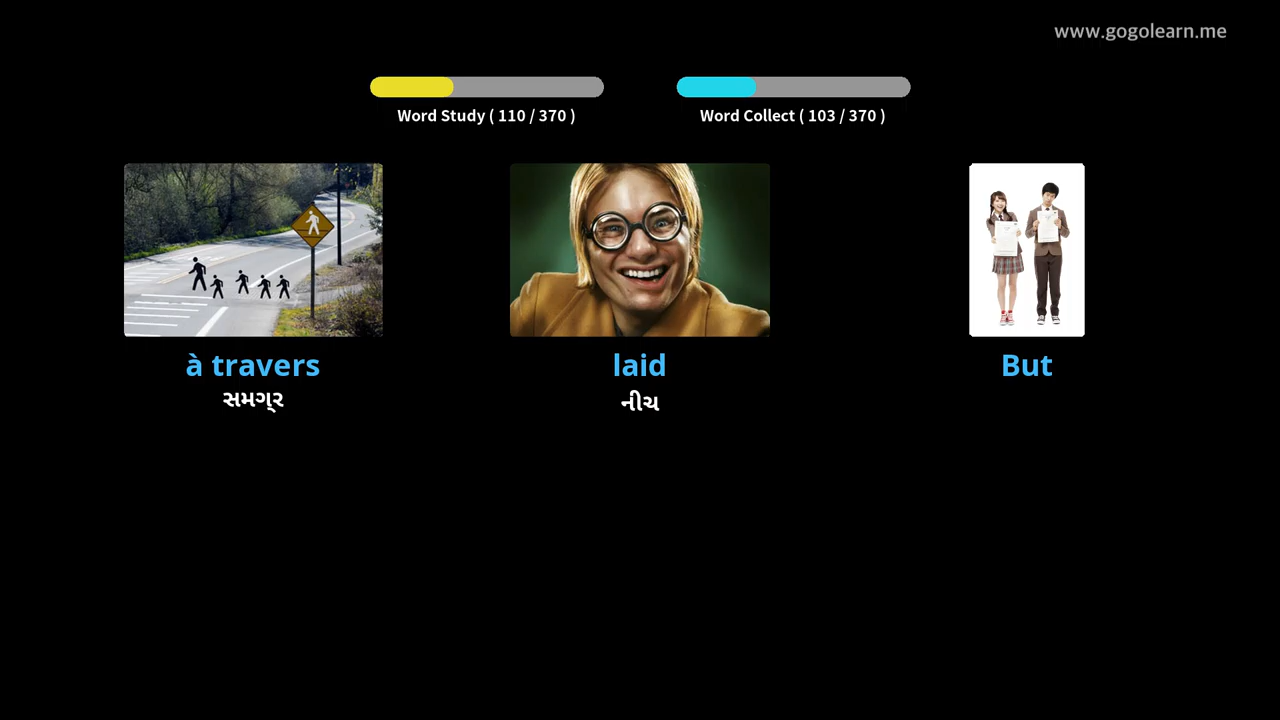 www.gogolearn.me
Word Study ( 110 / 370 )
Word Collect ( 103 / 370 )
à travers
laid
But
સમગ્ર
નીચ